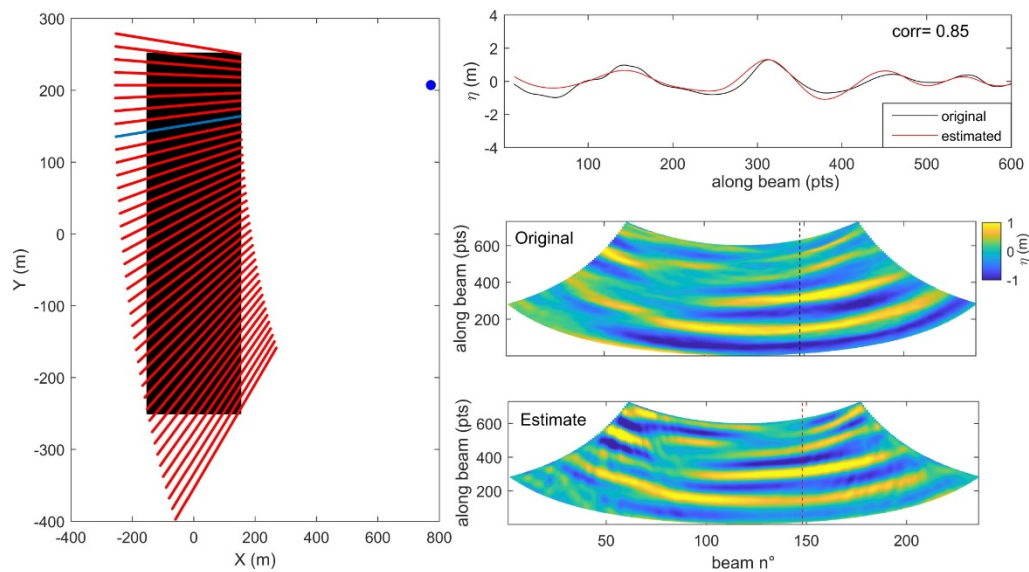 300
200
100
0
-100
-200
-300
-400
Y (m)
-400 -200 0 200 400 600 800
X (m)
4
2
0
-2
-4
η (m)
corr= 0.85
original
estimated
100 200 300 400 500 600
along beam (pts)
Original
600
400
200
along beam (pts)
1
0
-1
η (m)
Estimate
600
400
200
along beam (pts)
50 100 150 200
beam n°